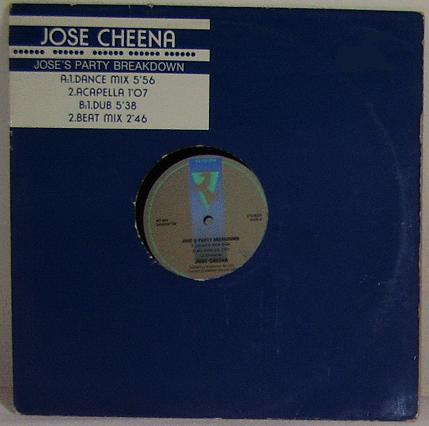 JOSE CHEENA
JOSE'S PARTY BREAKDOWN
A:1.DANCE MIX 5'56
2.ACAPELLA 1'07
B:1.DUB 5'38
2.BEAT MIX 2'46
JOSE'S PARTY BREAKDOWN
JOSE CHEENA